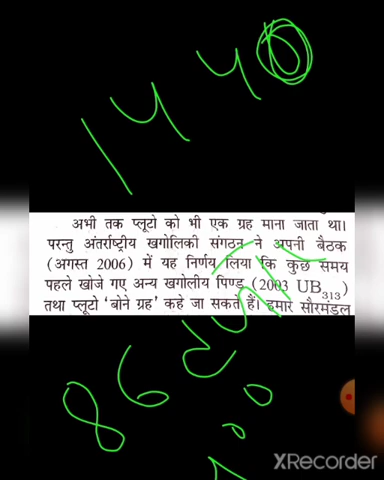 1440
अभी तक प्लूटो को भी एक ग्रह माना जाता था।
परन्तु अंतर्राष्ट्रीय खगोलिकी संगठन ने अपनी बैठक
(अगस्त 2006) में यह निर्णय लिया कि कुछ समय
पहले खोजे गए अन्य खगोलीय पिण्ड (2003 UB313)
तथा प्लूटो 'बोने ग्रह' कहे जा सकते हैं। हमारे सौरमंडल
86
XRecorder